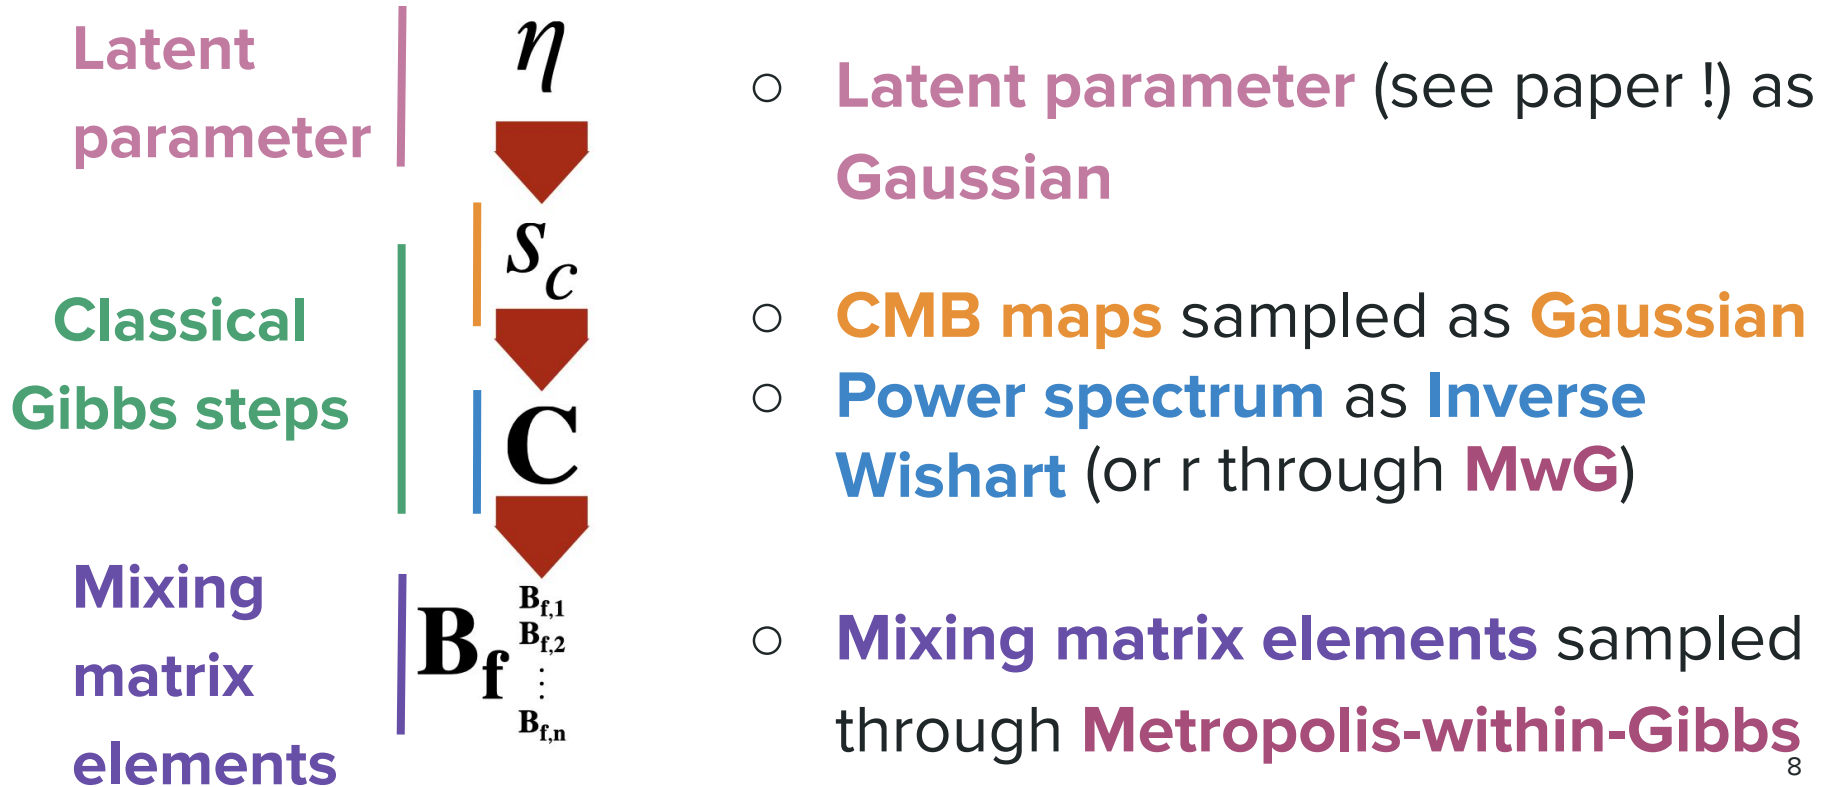 Latent
parameter
η
s_c
C
Classical
Gibbs steps
Mixing
matrix
elements
B_f
B_f,1
B_f,2
⋮
B_f,n
○ Latent parameter (see paper !) as
Gaussian
○ CMB maps sampled as Gaussian
○ Power spectrum as Inverse
Wishart (or r through MwG)
○ Mixing matrix elements sampled
through Metropolis-within-Gibbs
8